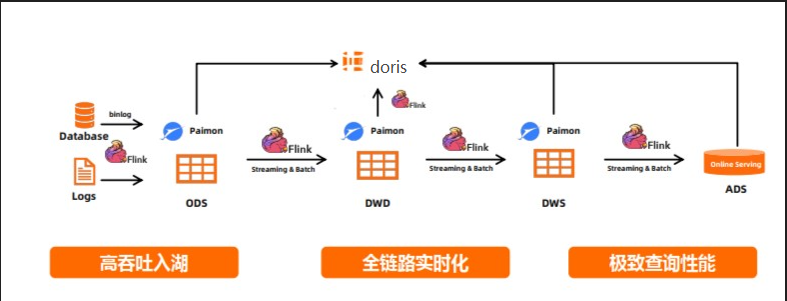 doris
Flink
binlog
Database
Flink
Logs
Paimon
ODS
Flink
Streaming & Batch
Paimon
DWD
Flink
Streaming & Batch
Paimon
DWS
Flink
Streaming & Batch
Online Serving
ADS
高吞吐入湖
全链路实时化
极致查询性能